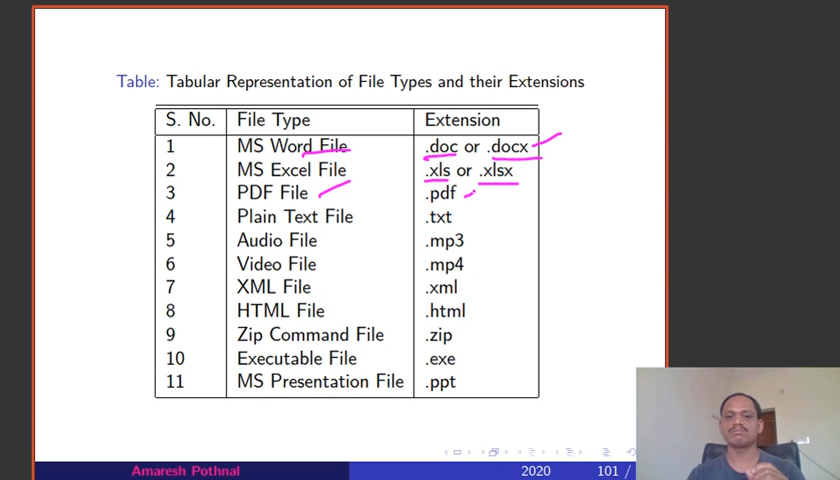 Table: Tabular Representation of File Types and their Extensions
S. No. File Type Extension
1 MS Word File .doc or .docx
2 MS Excel File .xls or .xlsx
3 PDF File .pdf
4 Plain Text File .txt
5 Audio File .mp3
6 Video File .mp4
7 XML File .xml
8 HTML File .html
9 Zip Command File .zip
10 Executable File .exe
11 MS Presentation File .ppt
Amaresh Pothnal 2020 101 /